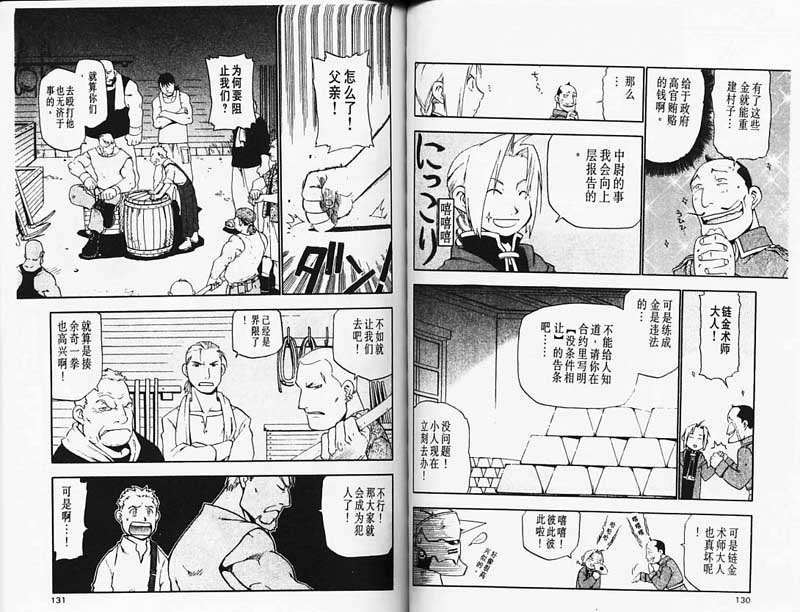 有了这些
金就能重
建村子…
给于政府
高官贿赂
的钱啊。
那么
中尉的事
我会向上
层报告的
。
嘻嘻嘻
にっこり
链金术师
大人！
可是练成
金是违法
的…
不能给人知
道，请你在
合约里写明
【没条件相
让】的告条
吧……
没问题！
小人现在
立刻去办！
可是链金
术师大人
也真坏呢！
嘻嘻！
彼此彼
此啦！
好像很高
兴似的…
130
怎么了！
父亲！
ダン
为何要阻
止我们？
就算你们
去殴打他
也无济于
事的。
不如就
让我们
去吧！
已经是
界限了
！
就算是揍
余奇一拳
也高兴啊！
不行！
那大家就
会成为犯
人了！
可是啊…！
131